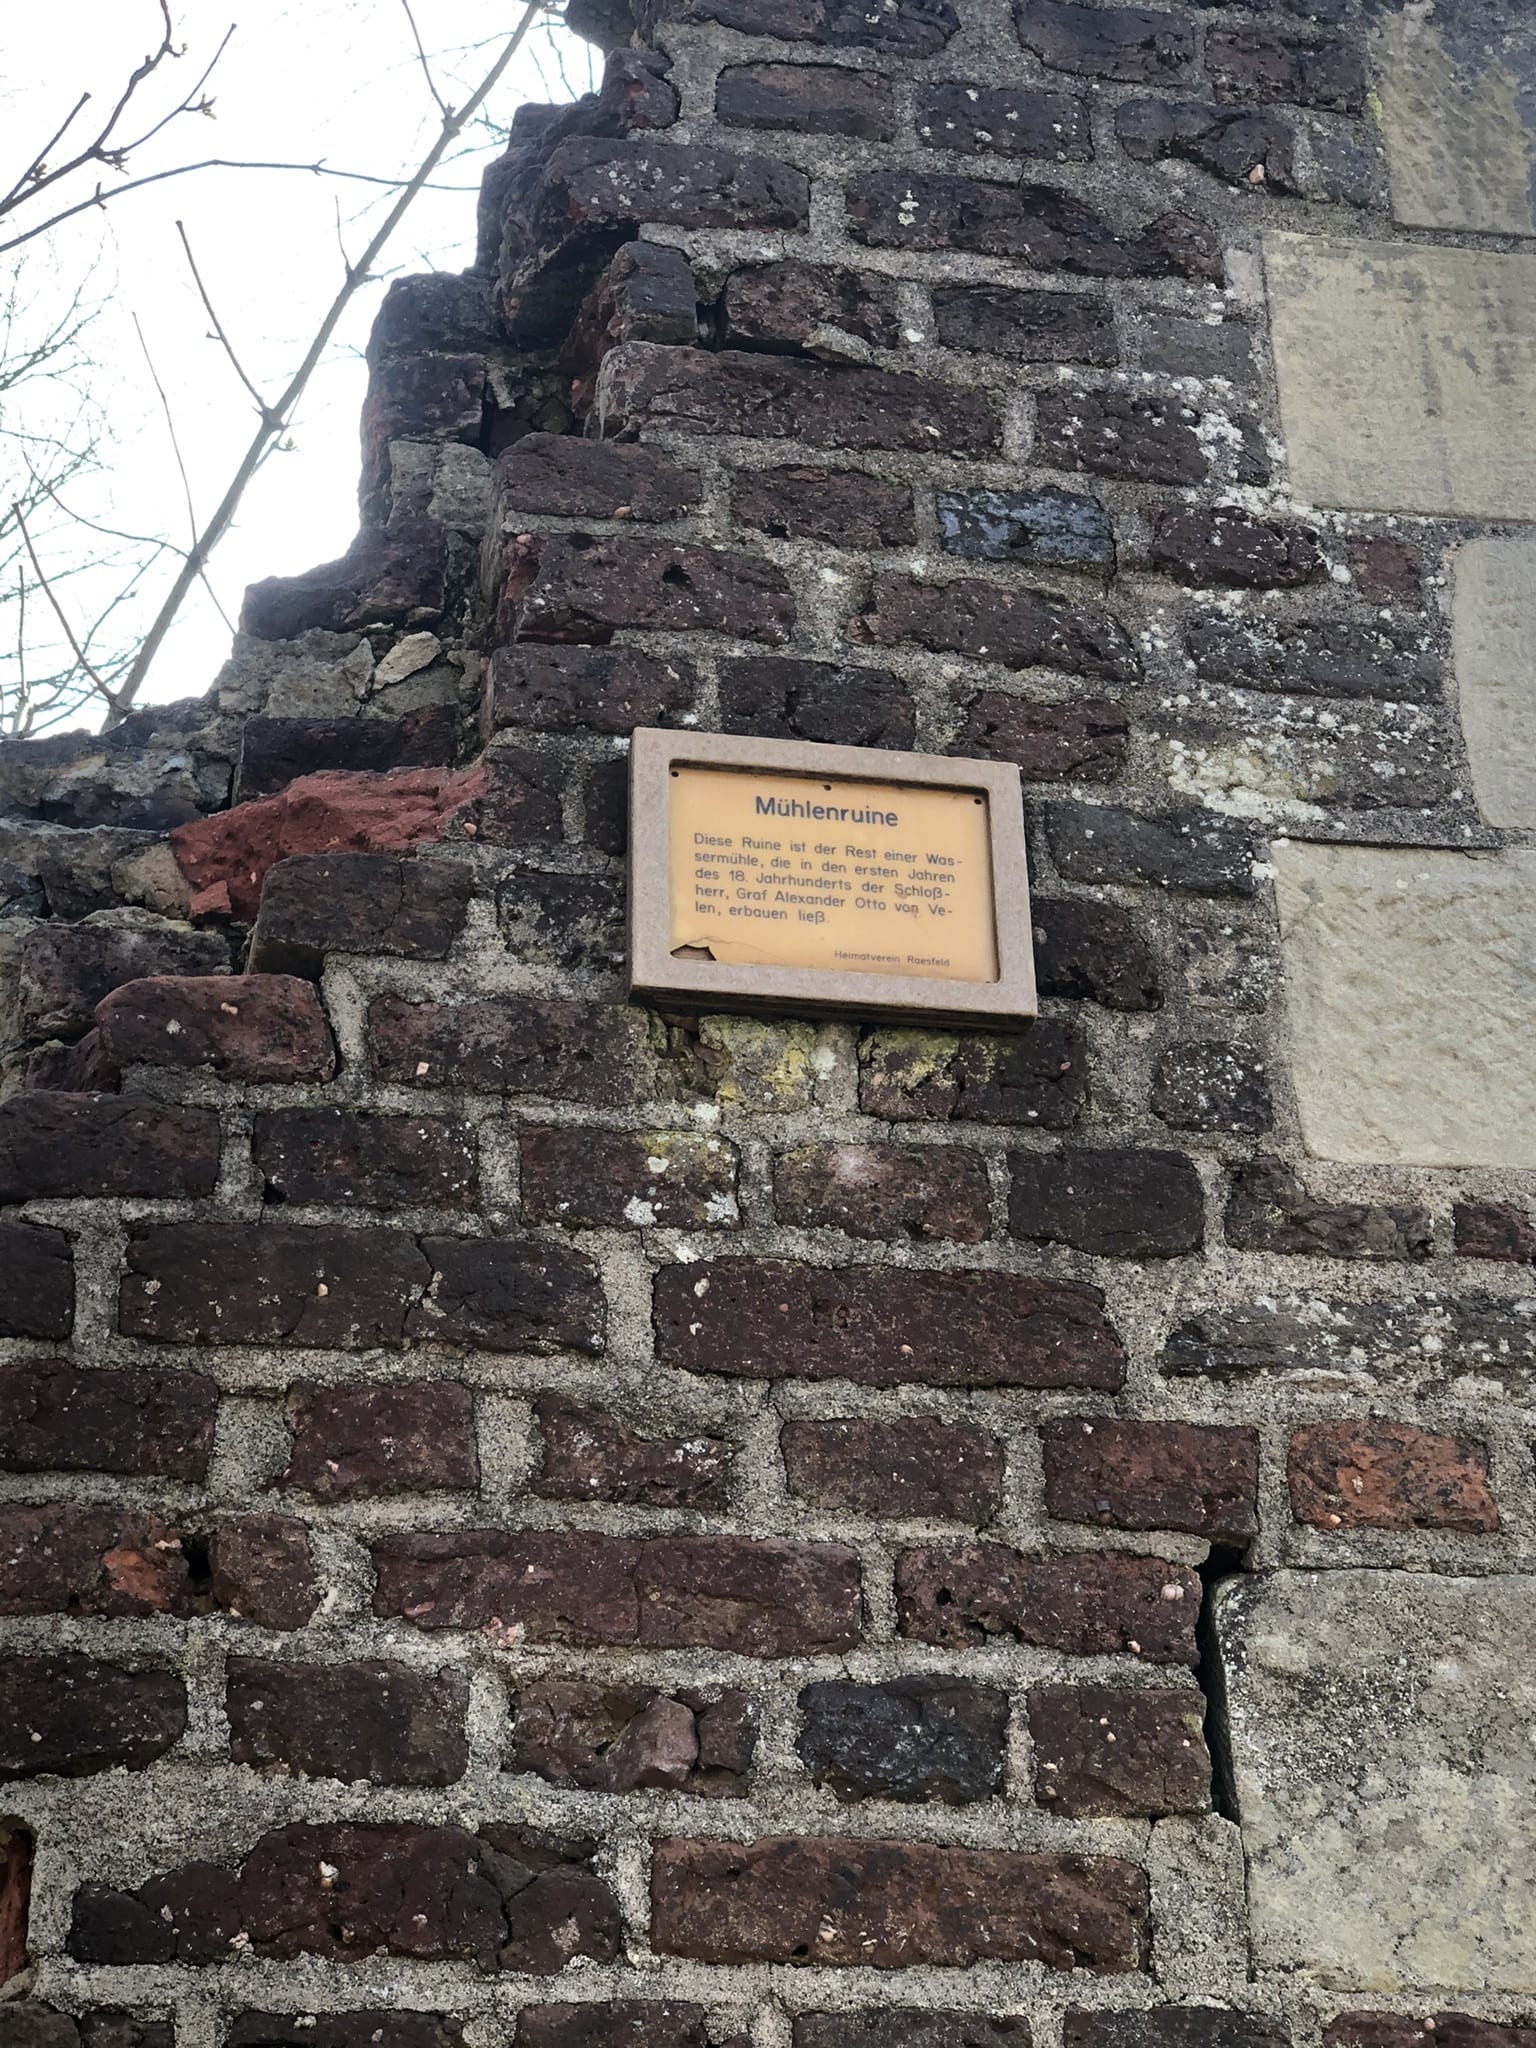 Mühlenruine
Diese Ruine ist der Rest einer Was-
sermühle, die in den ersten Jahren
des 18. Jahrhunderts der Schloß-
herr, Graf Alexander Otto von Ve-
len, erbauen ließ.
Heimatverein Raesfeld